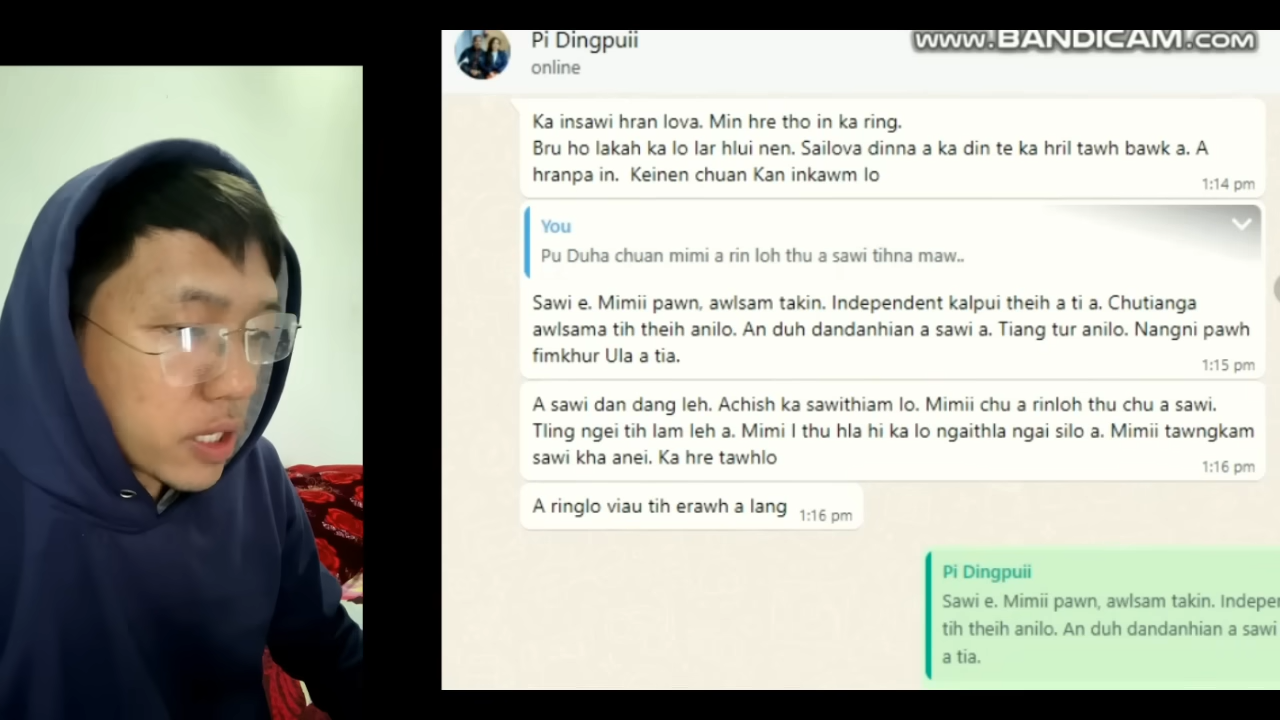 Pi Dingpuii
www.BANDICAM.com
online
Ka insawi hran lova. Min hre tho in ka ring.
Bru ho lakah ka lo lar hlui nen. Sailova dinna a ka din te ka hril tawh bawk a. A
hranpa in. Keinen chuan Kan inkawm lo
1:14 pm
You
Pu Duha chuan mimi a rin loh thu a sawi tihna maw..
Sawi e. Mimii pawn, awlsam takin. Independent kalpui theih a ti a. Chutianga
awlsama tih theih anilo. An duh dandanhian a sawi a. Tiang tur anilo. Nangni pawh
fimkhur Ula a tia.
1:15 pm
A sawi dan dang leh. Achish ka sawithiam lo. Mimii chu a rinloh thu chu a sawi.
Tling ngei tih lam leh a. Mimi I thu hla hi ka lo ngaithla ngai silo a. Mimii tawngkam
sawi kha anei. Ka hre tawhlo
1:16 pm
A ringlo viau tih erawh a lang
1:16 pm
Pi Dingpuii
Sawi e. Mimii pawn, awlsam takin. Indeper
tih theih anilo. An duh dandanhian a sawi
a tia.